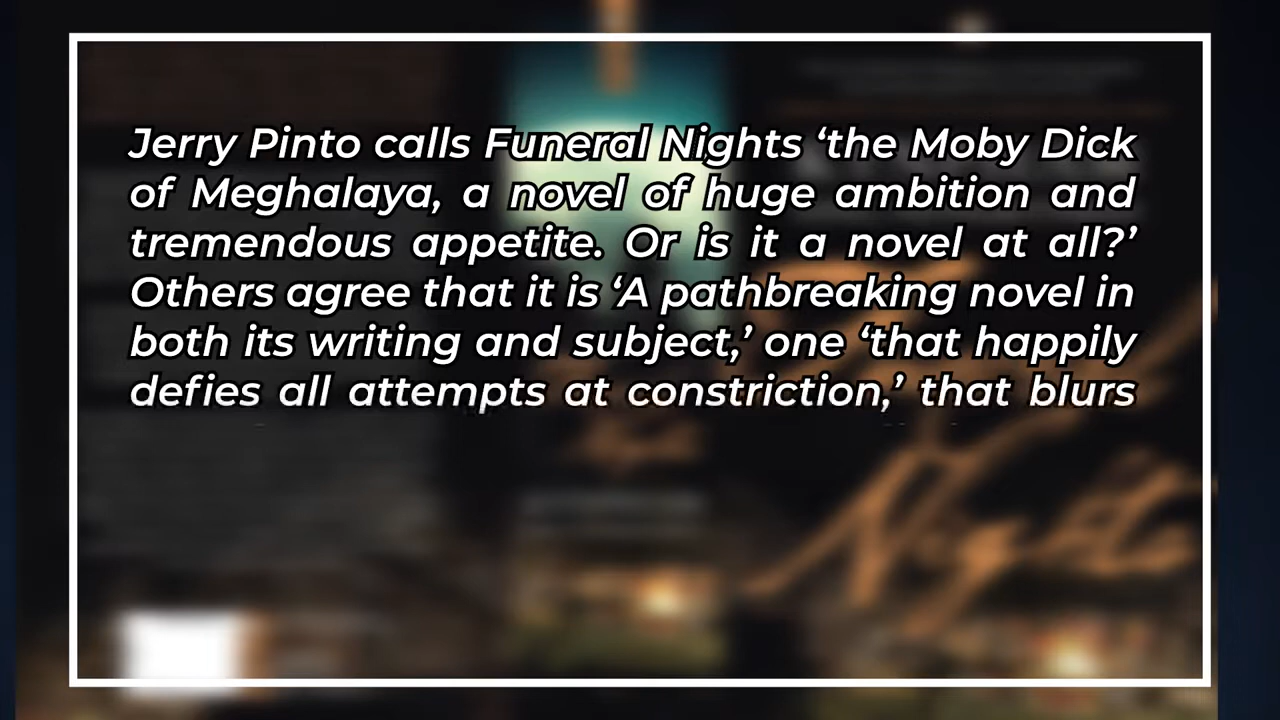 Jerry Pinto calls Funeral Nights ‘the Moby Dick
of Meghalaya, a novel of huge ambition and
tremendous appetite. Or is it a novel at all?’
Others agree that it is ‘A pathbreaking novel in
both its writing and subject,’ one ‘that happily
defies all attempts at constriction,’ that blurs
Nights